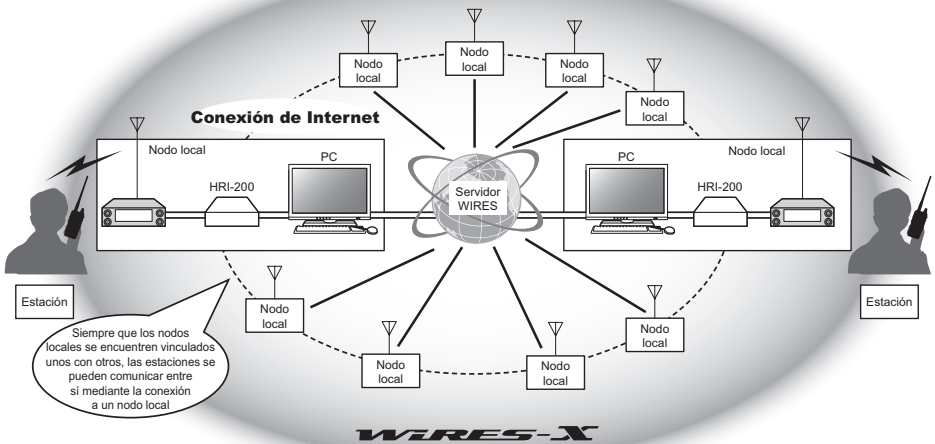 Nodo
local
Nodo
local
Nodo
local
Nodo
local
Conexión de Internet
Nodo local
HRI-200
PC
Servidor
WIRES
PC
HRI-200
Nodo local
Estación
Estación
Nodo
local
Nodo
local
Nodo
local
Nodo
local
Siempre que los nodos
locales se encuentren vinculados
unos con otros, las estaciones se
pueden comunicar entre
sí mediante la conexión
a un nodo local
WiRES-X